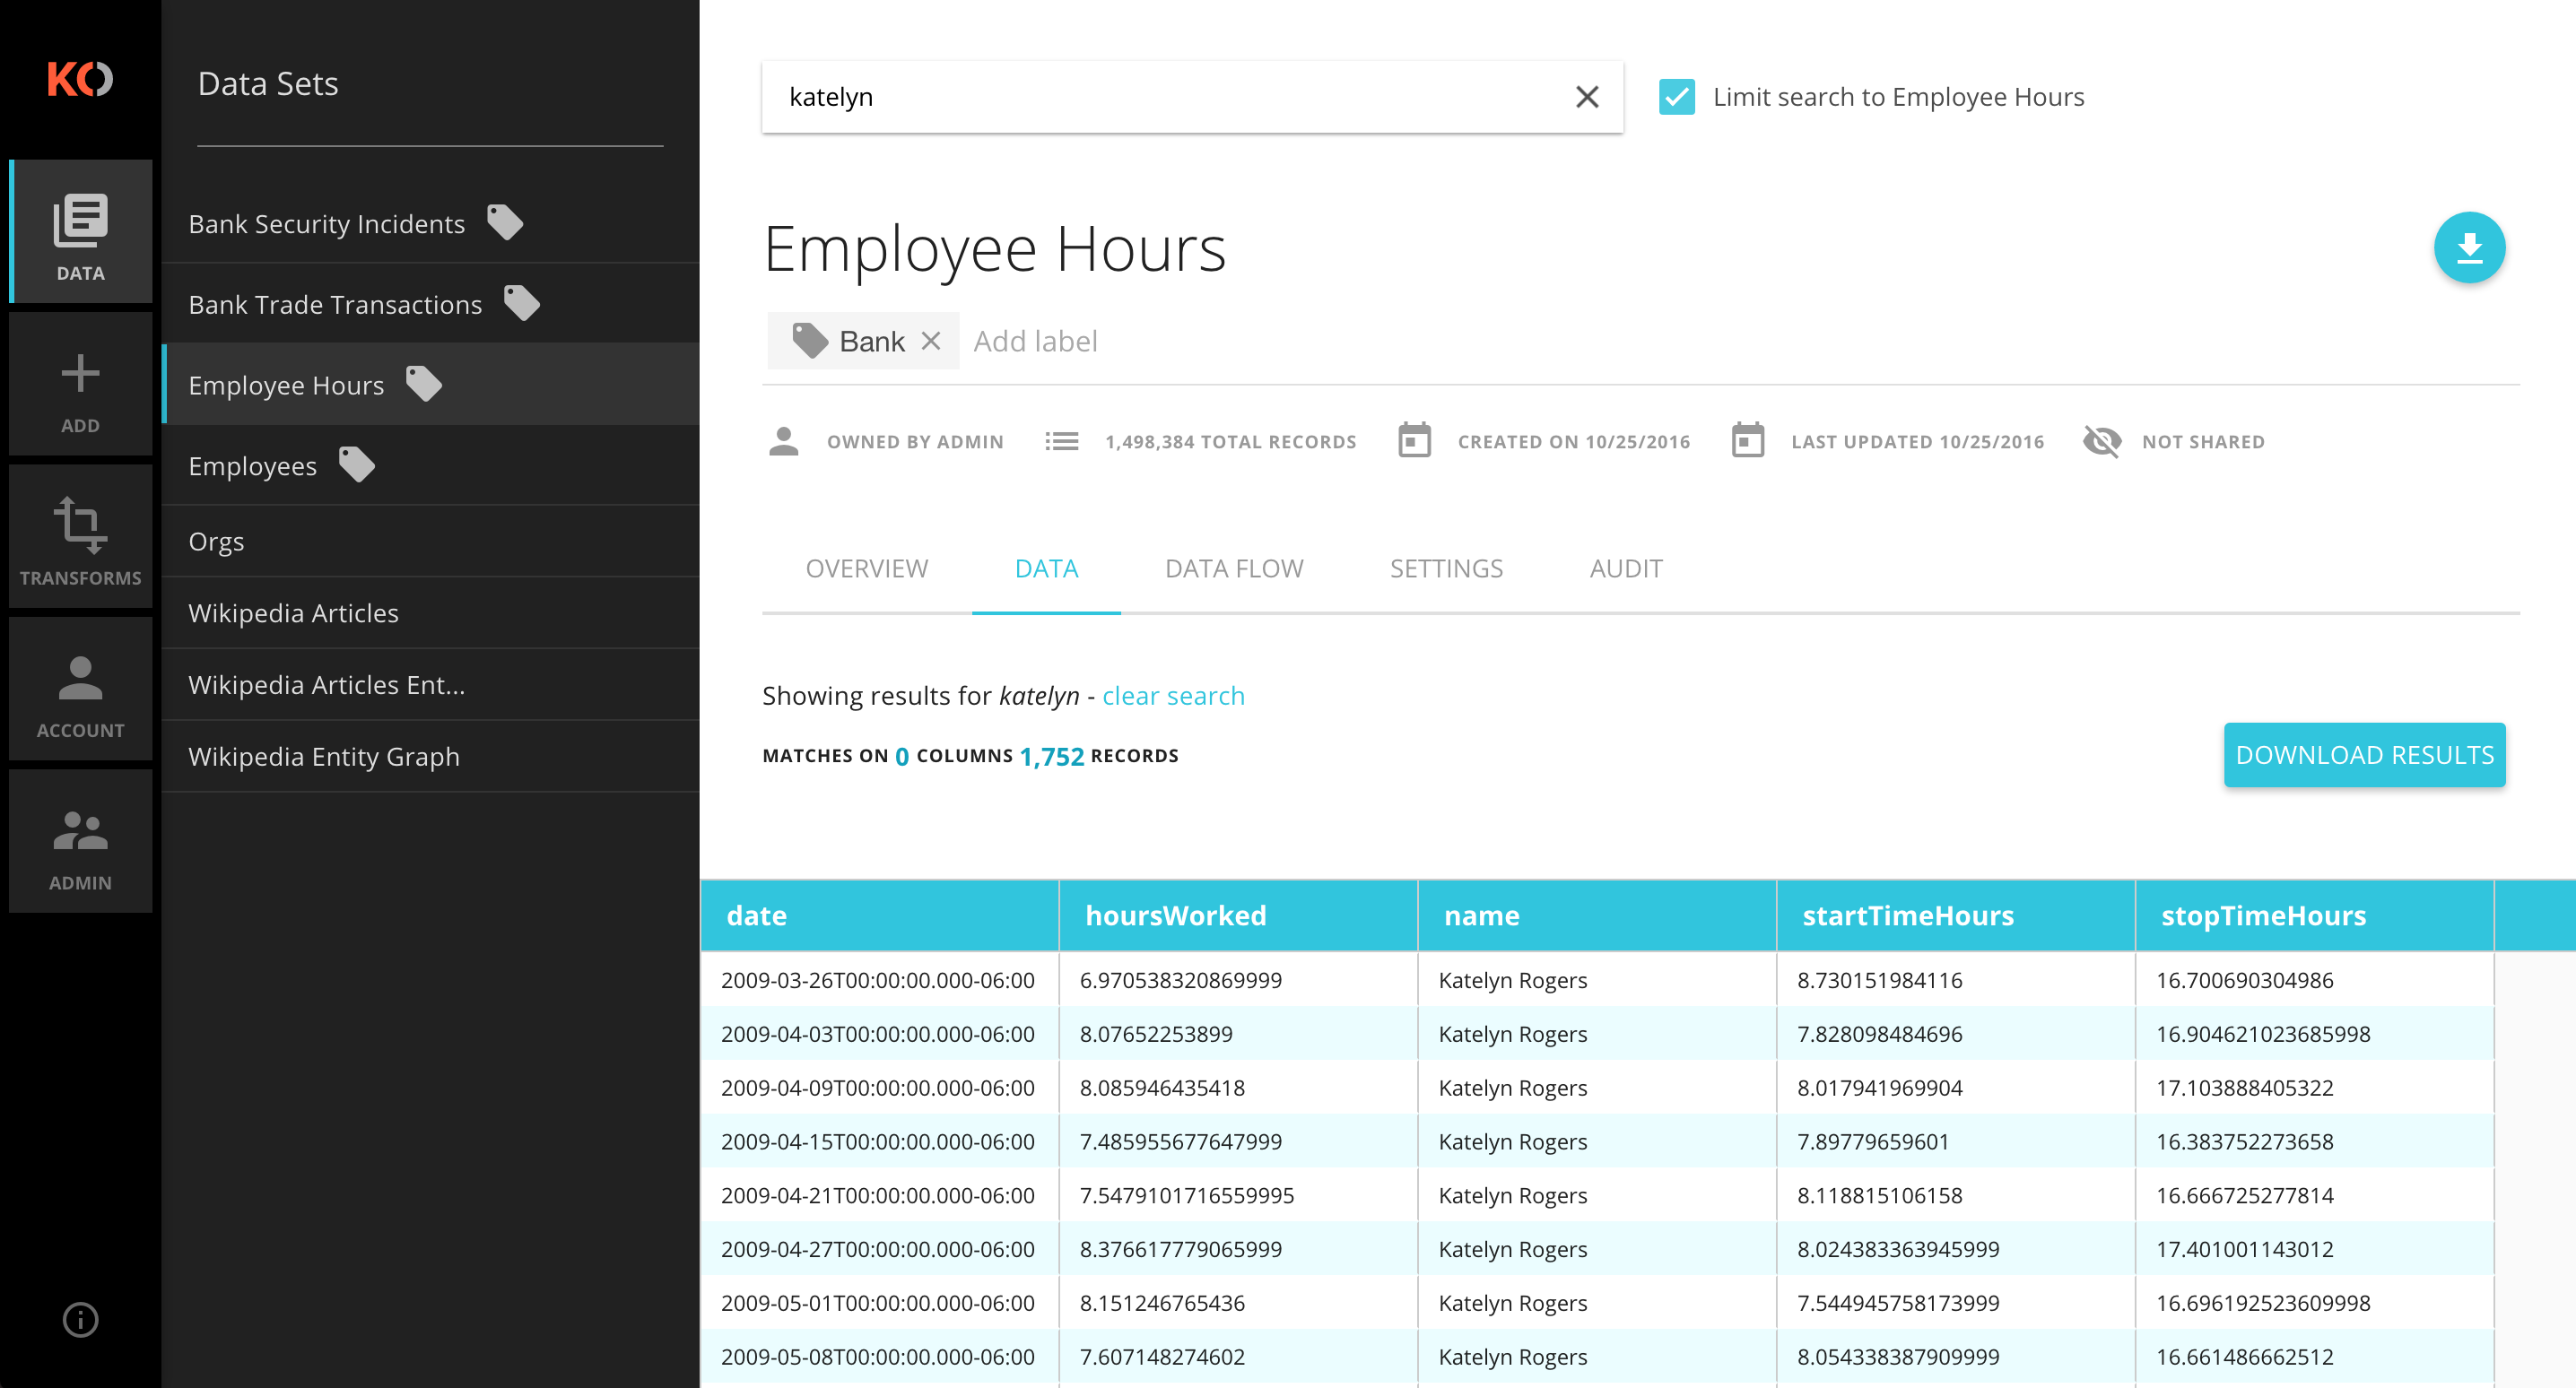 KO
DATA
ADD
TRANSFORMS
ACCOUNT
ADMIN
Data Sets
Bank Security Incidents
Bank Trade Transactions
Employee Hours
Employees
Orgs
Wikipedia Articles
Wikipedia Articles Ent...
Wikipedia Entity Graph
katelyn
Limit search to Employee Hours
Employee Hours
Bank Add label
OWNED BY ADMIN 1,498,384 TOTAL RECORDS CREATED ON 10/25/2016 LAST UPDATED 10/25/2016 NOT SHARED
OVERVIEW DATA DATA FLOW SETTINGS AUDIT
Showing results for katelyn - clear search
MATCHES ON 0 COLUMNS 1,752 RECORDS
DOWNLOAD RESULTS
date hoursWorked name startTimeHours stopTimeHours
2009-03-26T00:00:00.000-06:00 6.970538320869999 Katelyn Rogers 8.730151984116 16.700690304986
2009-04-03T00:00:00.000-06:00 8.07652253899 Katelyn Rogers 7.828098484696 16.904621023685998
2009-04-09T00:00:00.000-06:00 8.085946435418 Katelyn Rogers 8.017941969904 17.103888405322
2009-04-15T00:00:00.000-06:00 7.485955677647999 Katelyn Rogers 7.89779659601 16.383752273658
2009-04-21T00:00:00.000-06:00 7.5479101716559995 Katelyn Rogers 8.118815106158 16.666725277814
2009-04-27T00:00:00.000-06:00 8.376617779065999 Katelyn Rogers 8.024383363945999 17.401001143012
2009-05-01T00:00:00.000-06:00 8.151246765436 Katelyn Rogers 7.544945758173999 16.696192523609998
2009-05-08T00:00:00.000-06:00 7.607148274602 Katelyn Rogers 8.054338387909999 16.661486662512